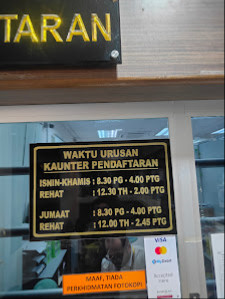 TARAN
WAKTU URUSAN
KAUNTER PENDAFTARAN
ISNIN-KHAMIS : 8.30 PG - 4.00 PTG
REHAT : 12.30 TH - 2.00 PTG
JUMAAT : 8.30 PG - 4.00 PTG
REHAT : 12.00 TH - 2.45 PTG
VISA
MAAF, TIADA
PERKHIDMATAN FOTOKOPI